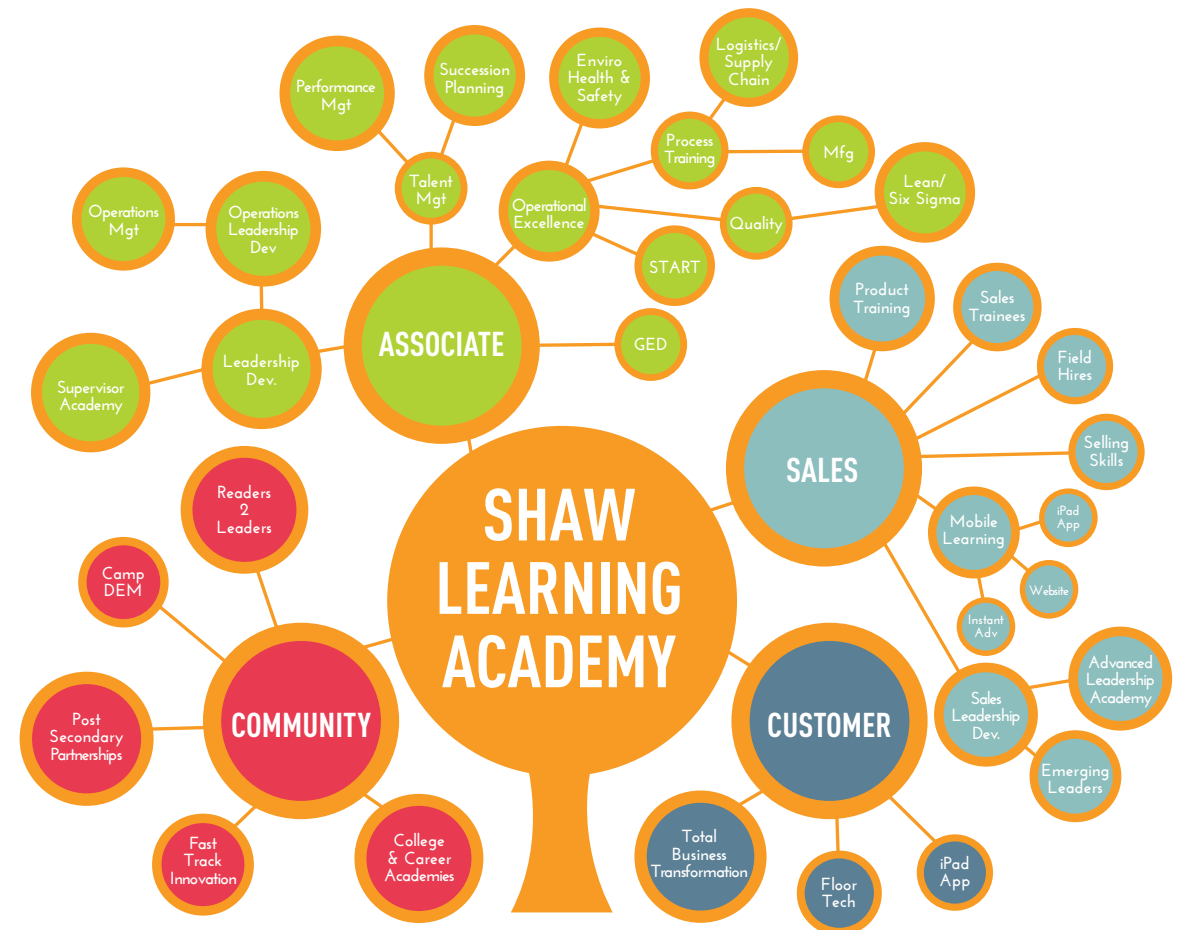 SHAW
LEARNING
ACADEMY
ASSOCIATE
Talent
Mgt
Performance
Mgt
Succession
Planning
Operational
Excellence
Enviro
Health &
Safety
Process
Training
Logistics/
Supply
Chain
Mfg
Quality
Lean/
Six Sigma
START
GED
Leadership
Dev.
Operations
Leadership
Dev
Operations
Mgt
Supervisor
Academy
SALES
Product
Training
Sales
Trainees
Field
Hires
Selling
Skills
Mobile
Learning
iPad
App
Website
Instant
Adv
Sales
Leadership
Dev.
Advanced
Leadership
Academy
Emerging
Leaders
COMMUNITY
Readers
2
Leaders
Camp
DEM
Post
Secondary
Partnerships
Fast
Track
Innovation
College
& Career
Academies
CUSTOMER
Total
Business
Transformation
Floor
Tech
iPad
App